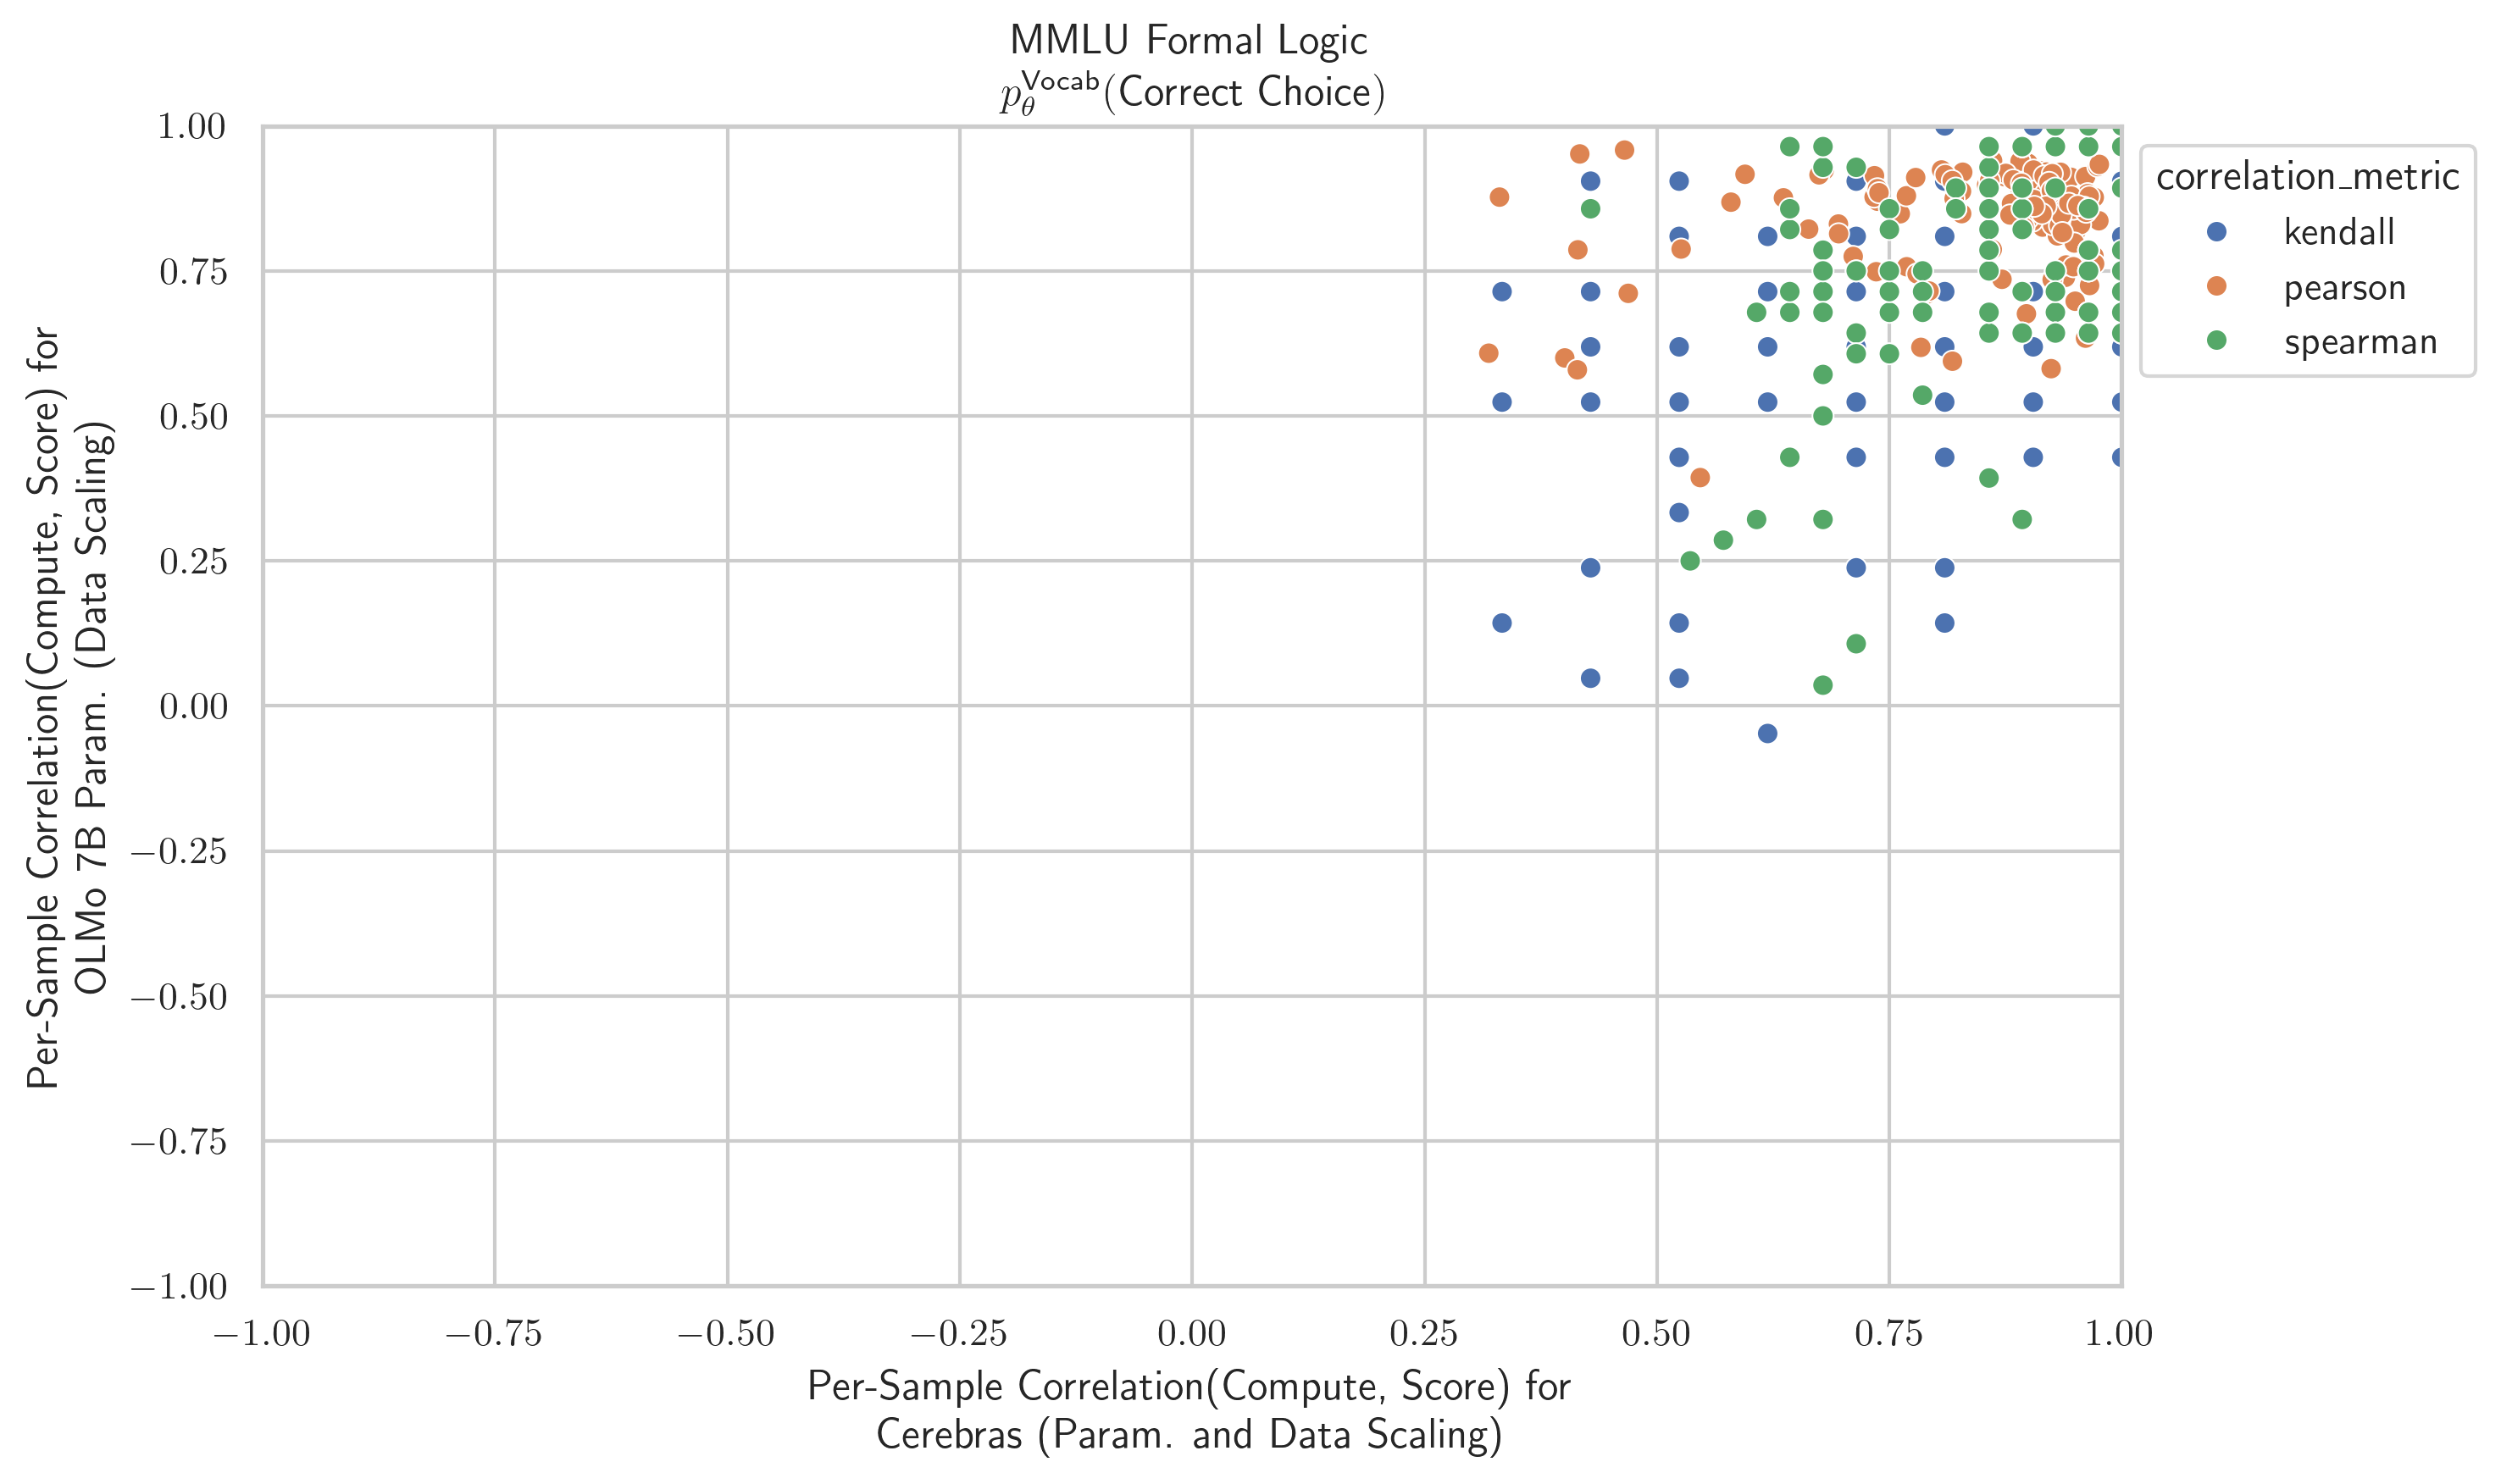 MMLU Formal Logic
p_θ^Vocab(Correct Choice)
Per-Sample Correlation(Compute, Score) for
OLMo 7B Param. (Data Scaling)
1.00
0.75
0.50
0.25
0.00
−0.25
−0.50
−0.75
−1.00
−1.00 −0.75 −0.50 −0.25 0.00 0.25 0.50 0.75 1.00
Per-Sample Correlation(Compute, Score) for
Cerebras (Param. and Data Scaling)
correlation_metric
kendall
pearson
spearman